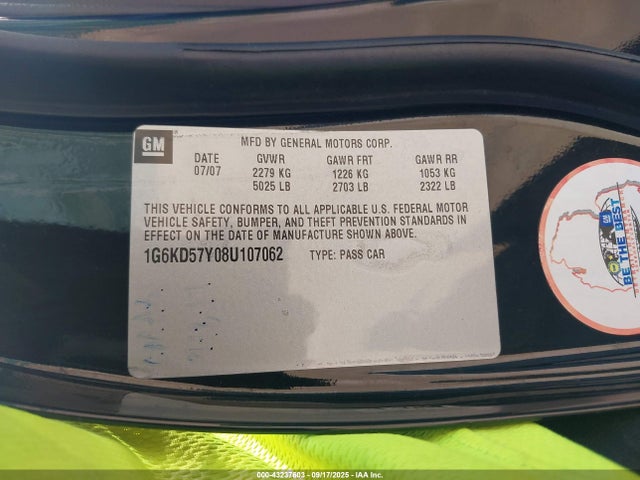 GM
MFD BY GENERAL MOTORS CORP.
DATE GVWR GAWR FRT GAWR RR
07/07 2279 KG 1226 KG 1053 KG
5025 LB 2703 LB 2322 LB
THIS VEHICLE CONFORMS TO ALL APPLICABLE U.S. FEDERAL MOTOR
VEHICLE SAFETY, BUMPER, AND THEFT PREVENTION STANDARDS IN
EFFECT ON THE DATE OF MANUFACTURE SHOWN ABOVE.
1G6KD57Y08U107062 TYPE: PASS CAR
GM
BE THE BEST
000-43237603 - 09/17/2025 - IAAI.COM